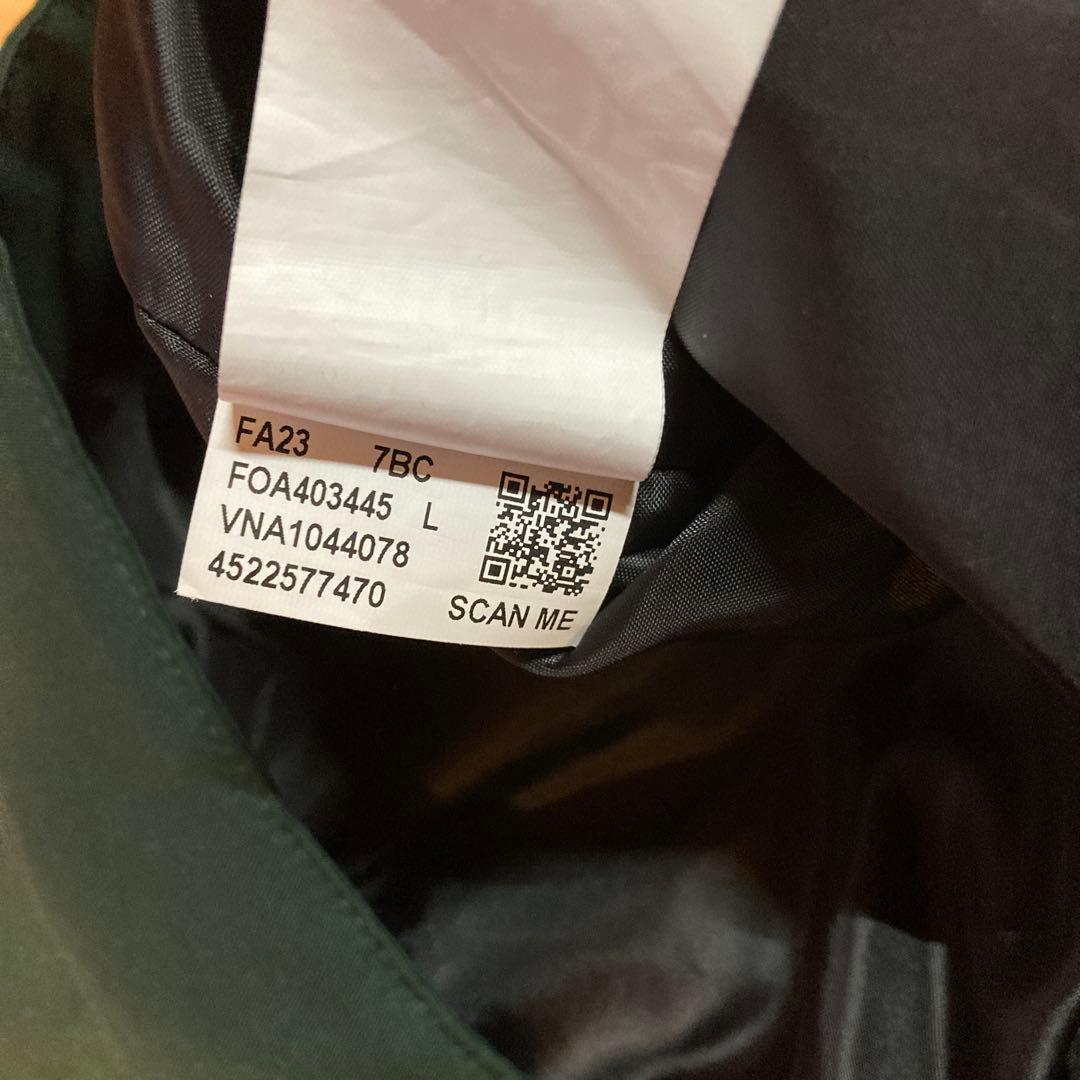 FA23 7BC
FOA403445 L
VNA1044078
4522577470
SCAN ME